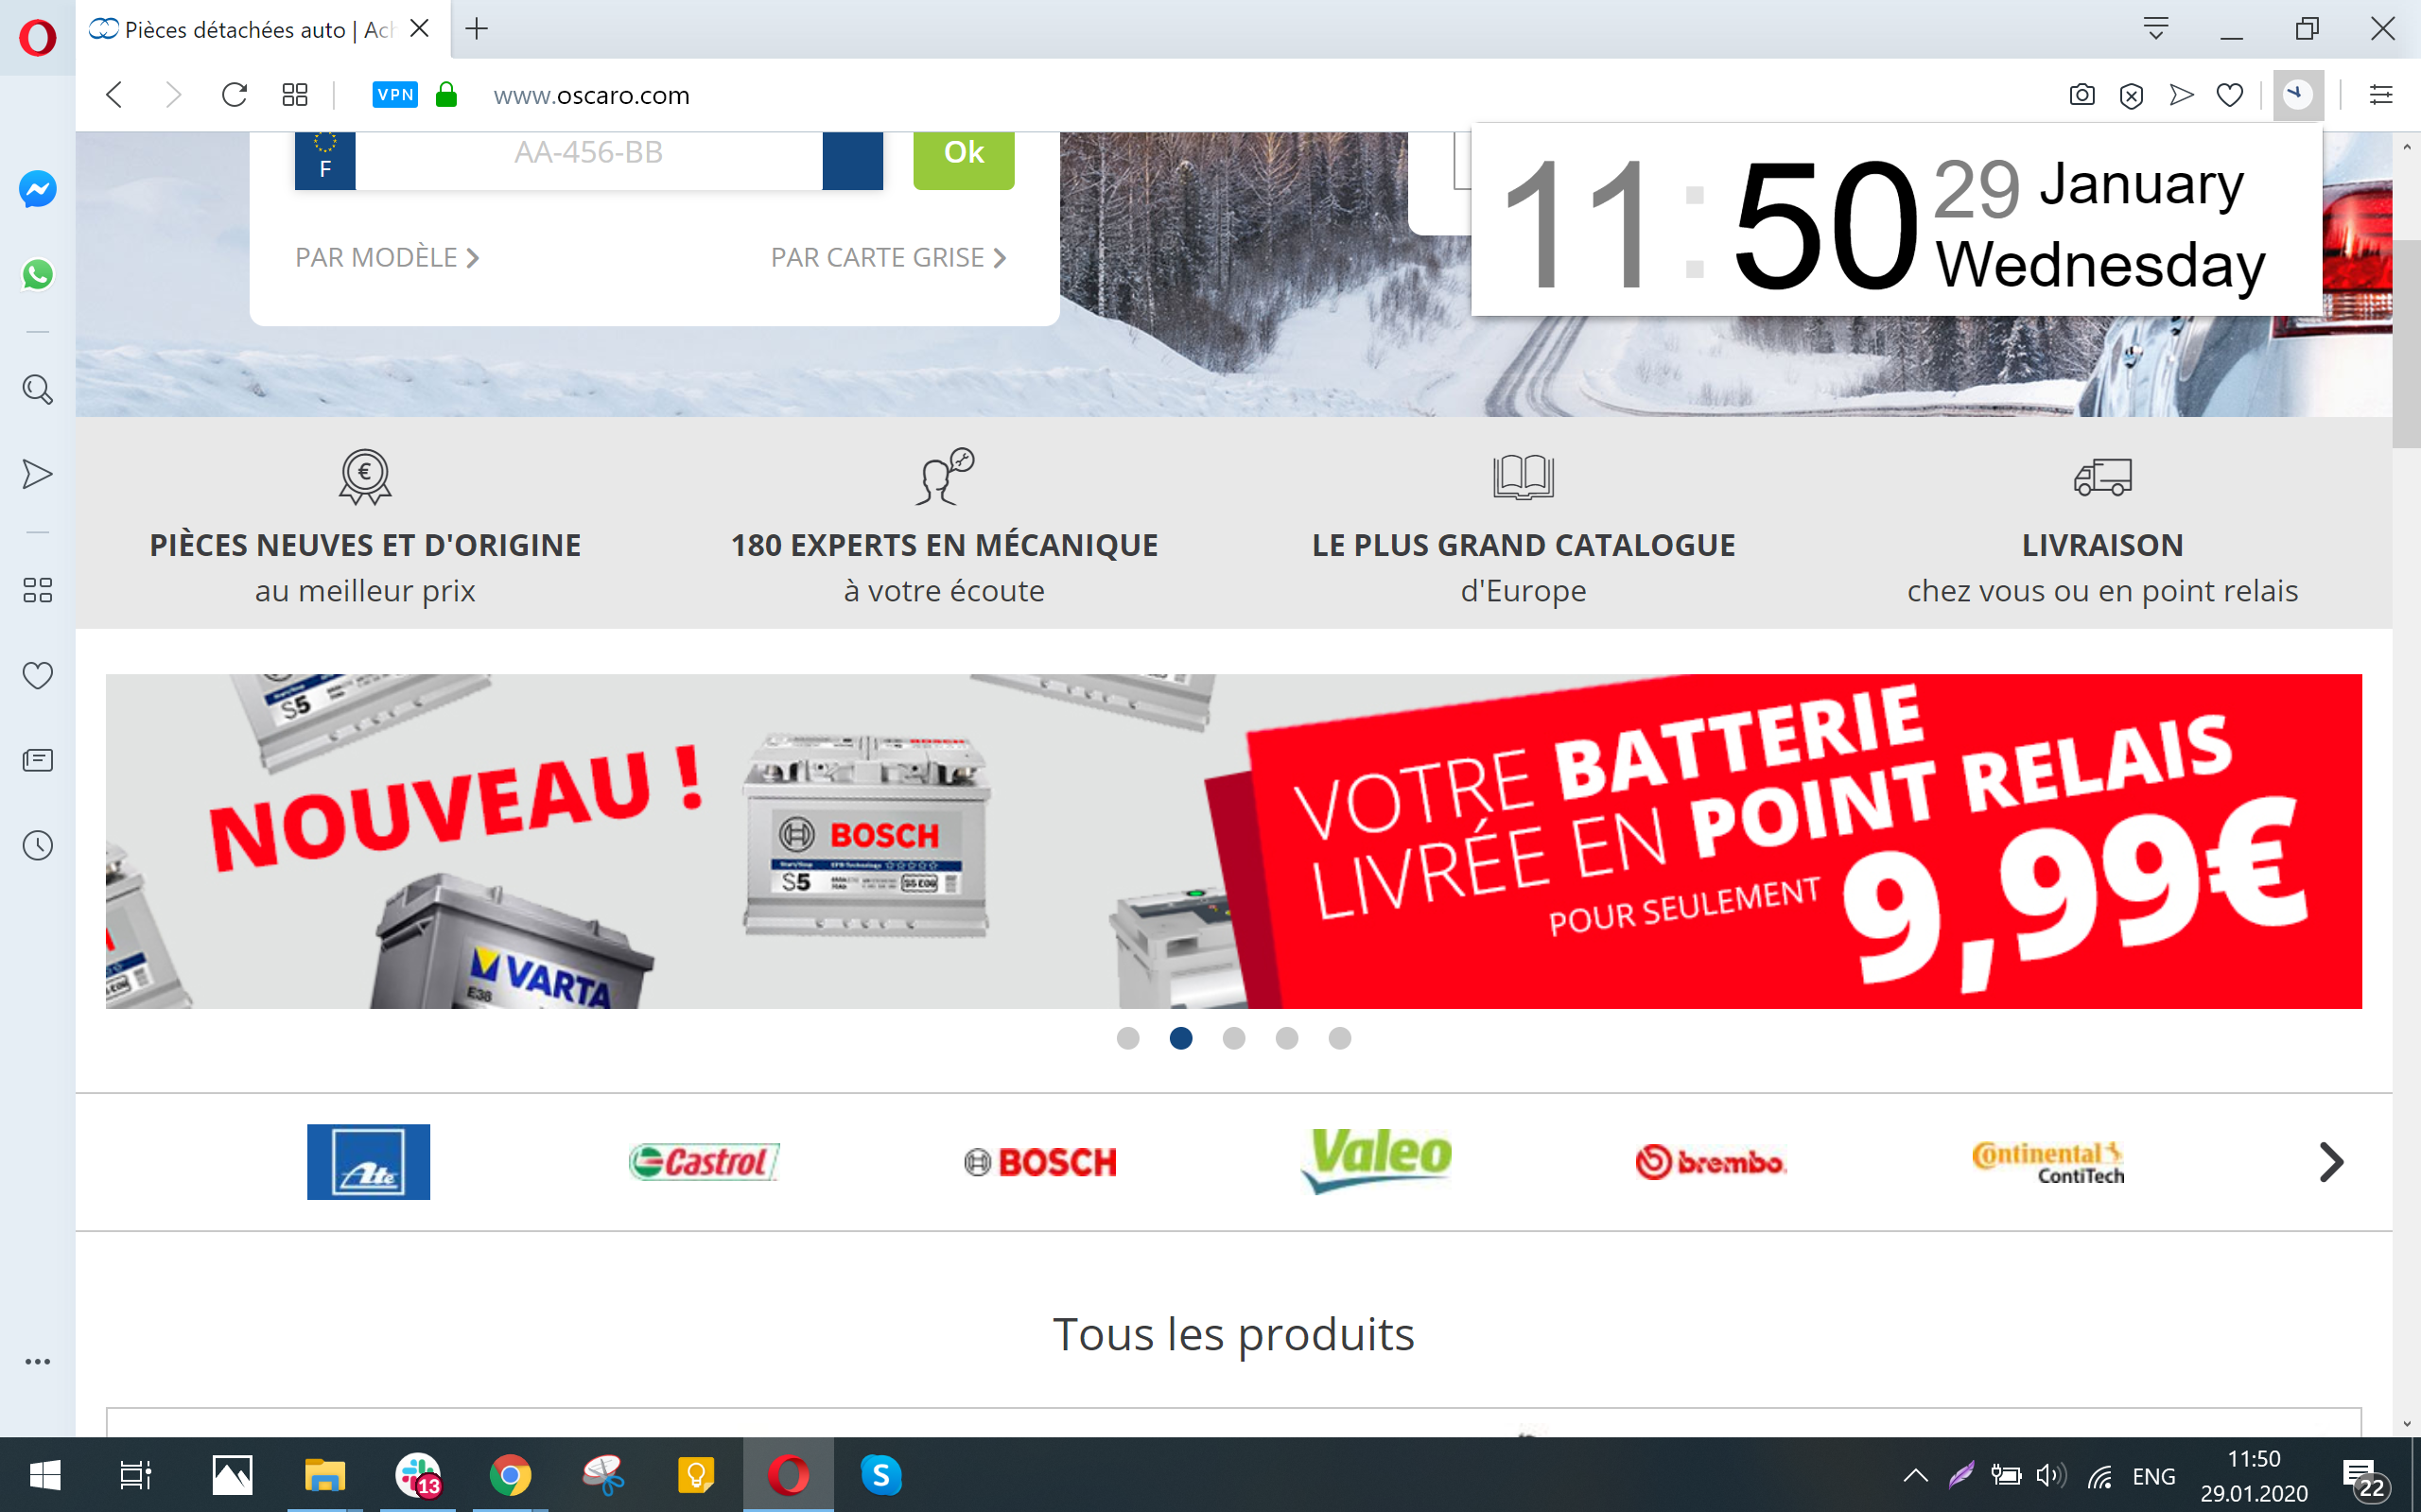 Pièces détachées auto | Ach
VPN
www.oscaro.com
F
AA-456-BB
Ok
PAR MODÈLE
PAR CARTE GRISE
11:50
29 January
Wednesday
PIÈCES NEUVES ET D'ORIGINE
au meilleur prix
180 EXPERTS EN MÉCANIQUE
à votre écoute
LE PLUS GRAND CATALOGUE
d'Europe
LIVRAISON
chez vous ou en point relais
S5
NOUVEAU !
BOSCH
S5
S5 E08
VARTA
E38
VOTRE BATTERIE
LIVRÉE EN POINT RELAIS
POUR SEULEMENT 9,99€
Ate
Castrol
BOSCH
Valeo
brembo
Continental
ContiTech
Tous les produits
13
S
ENG
11:50
29.01.2020
22